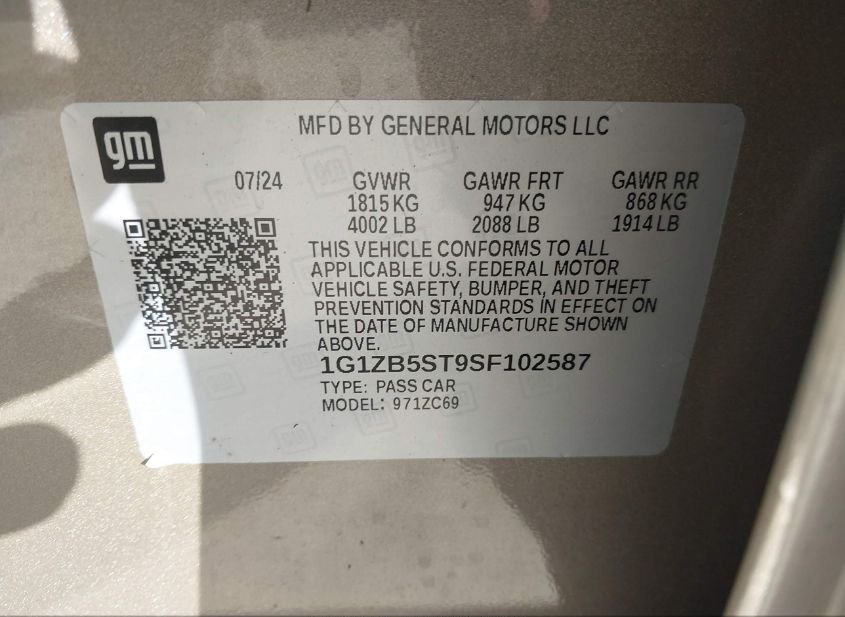 gm
MFD BY GENERAL MOTORS LLC
07/24 GVWR GAWR FRT GAWR RR
1815 KG 947 KG 868 KG
4002 LB 2088 LB 1914 LB
THIS VEHICLE CONFORMS TO ALL
APPLICABLE U.S. FEDERAL MOTOR
VEHICLE SAFETY, BUMPER, AND THEFT
PREVENTION STANDARDS IN EFFECT ON
THE DATE OF MANUFACTURE SHOWN
ABOVE.
1G1ZB5ST9SF102587
TYPE: PASS CAR
MODEL: 971ZC69